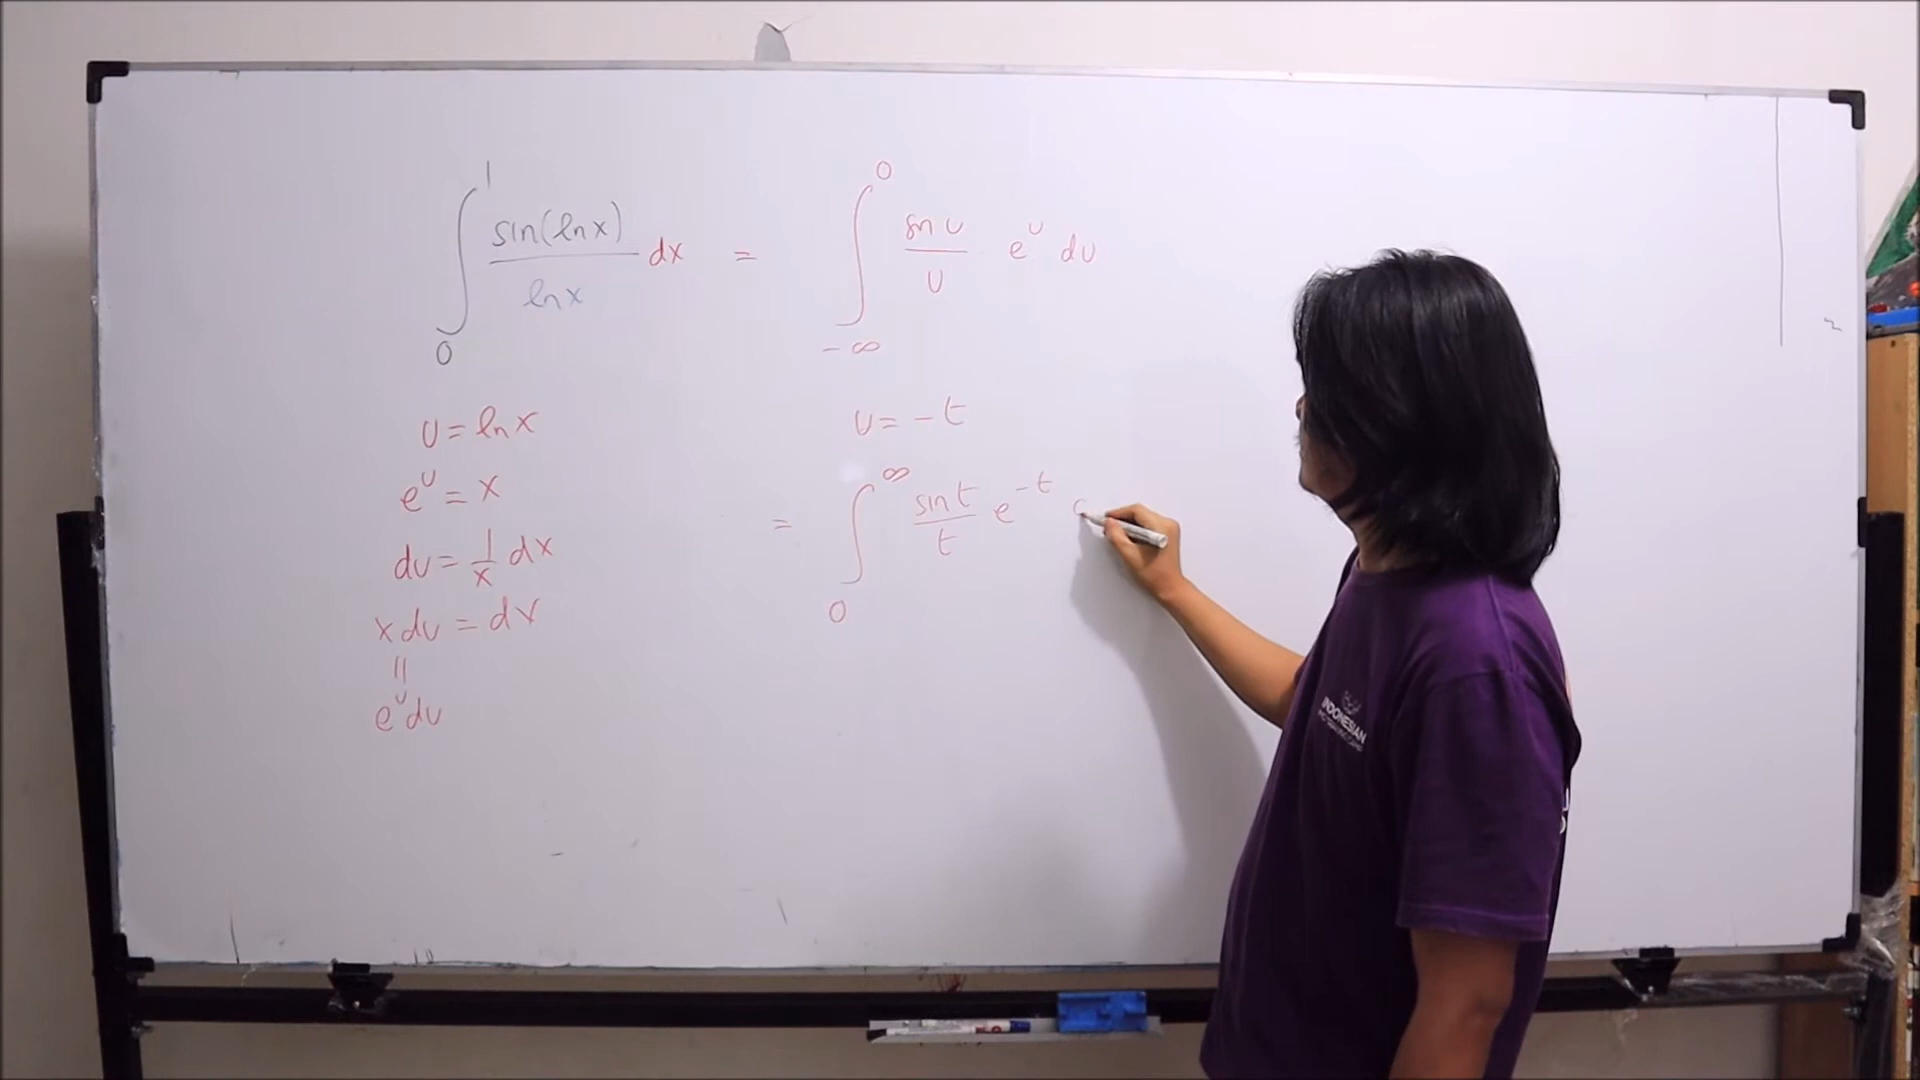 ∫₀¹ sin(ln x)/ln x dx = ∫₋∞⁰ sin u/u eᵘ du
u = ln x
eᵘ = x
du = 1/x dx
x du = dx
||
eᵘ du
u = -t
= ∫₀^∞ sin t/t e⁻ᵗ
INDONESIAN